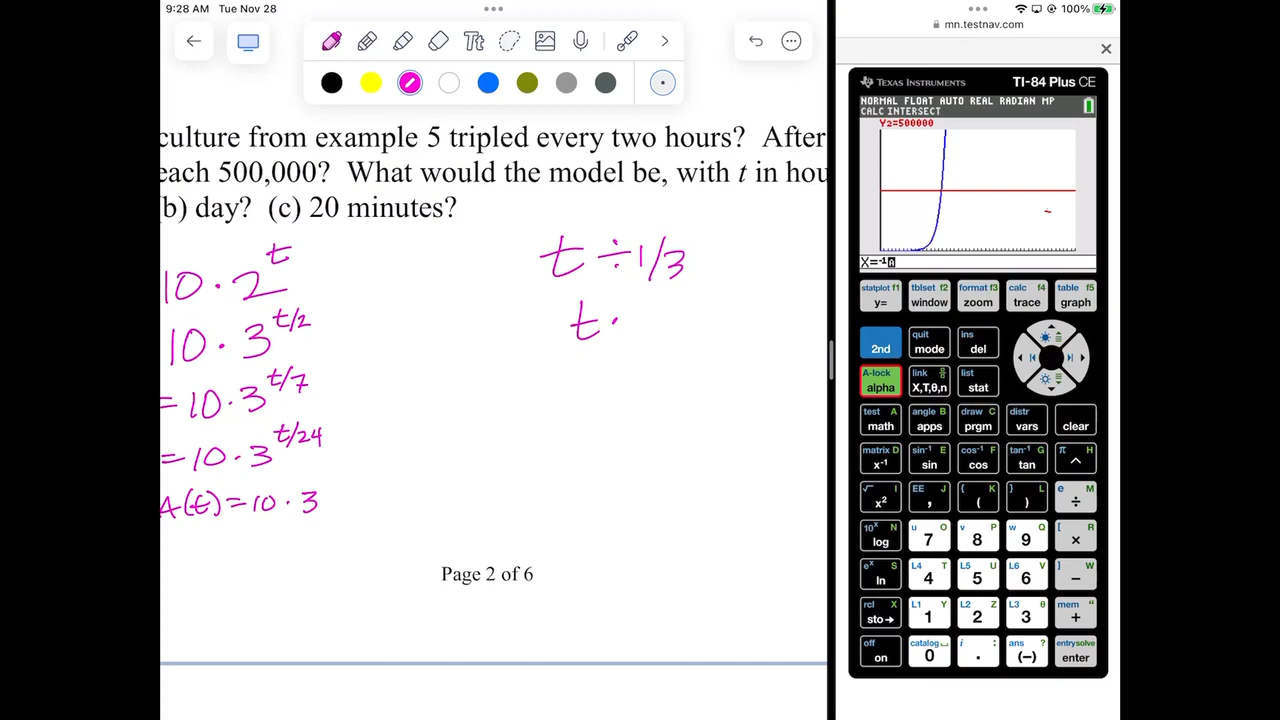 9:28 AM Tue Nov 28
100%
mn.testnav.com
Tt
culture from example 5 tripled every two hours? After
each 500,000? What would the model be, with t in hou
(b) day? (c) 20 minutes?
10 · 2^t
10 · 3^t/2
= 10 · 3^t/7
= 10 · 3^t/24
A(t) = 10 · 3
t ÷ 1/3
t ·
Page 2 of 6
TEXAS INSTRUMENTS TI-84 Plus CE
NORMAL FLOAT AUTO REAL RADIAN MP
CALC INTERSECT
Y2=500000
X=-1
statplot f1 tblset f2 format f3 calc f4 table f5
y= window zoom trace graph
quit ins
2nd mode del
A-lock link list
alpha X,T,θ,n stat
test A angle B draw C distr
math apps prgm vars clear
matrix D sin⁻¹ E cos⁻¹ F tan⁻¹ G π H
x⁻¹ sin cos tan ^
√ I EE J { K } L e M
x² , ( ) ÷
10ˣ N u O v P w Q [ R
log 7 8 9 ×
eˣ S L4 T L5 U L6 V ] W
ln 4 5 6 −
rcl X L1 Y L2 Z L3 θ mem "
sto→ 1 2 3 +
off catalog i : ans ? entry solve
on 0 . (−) enter